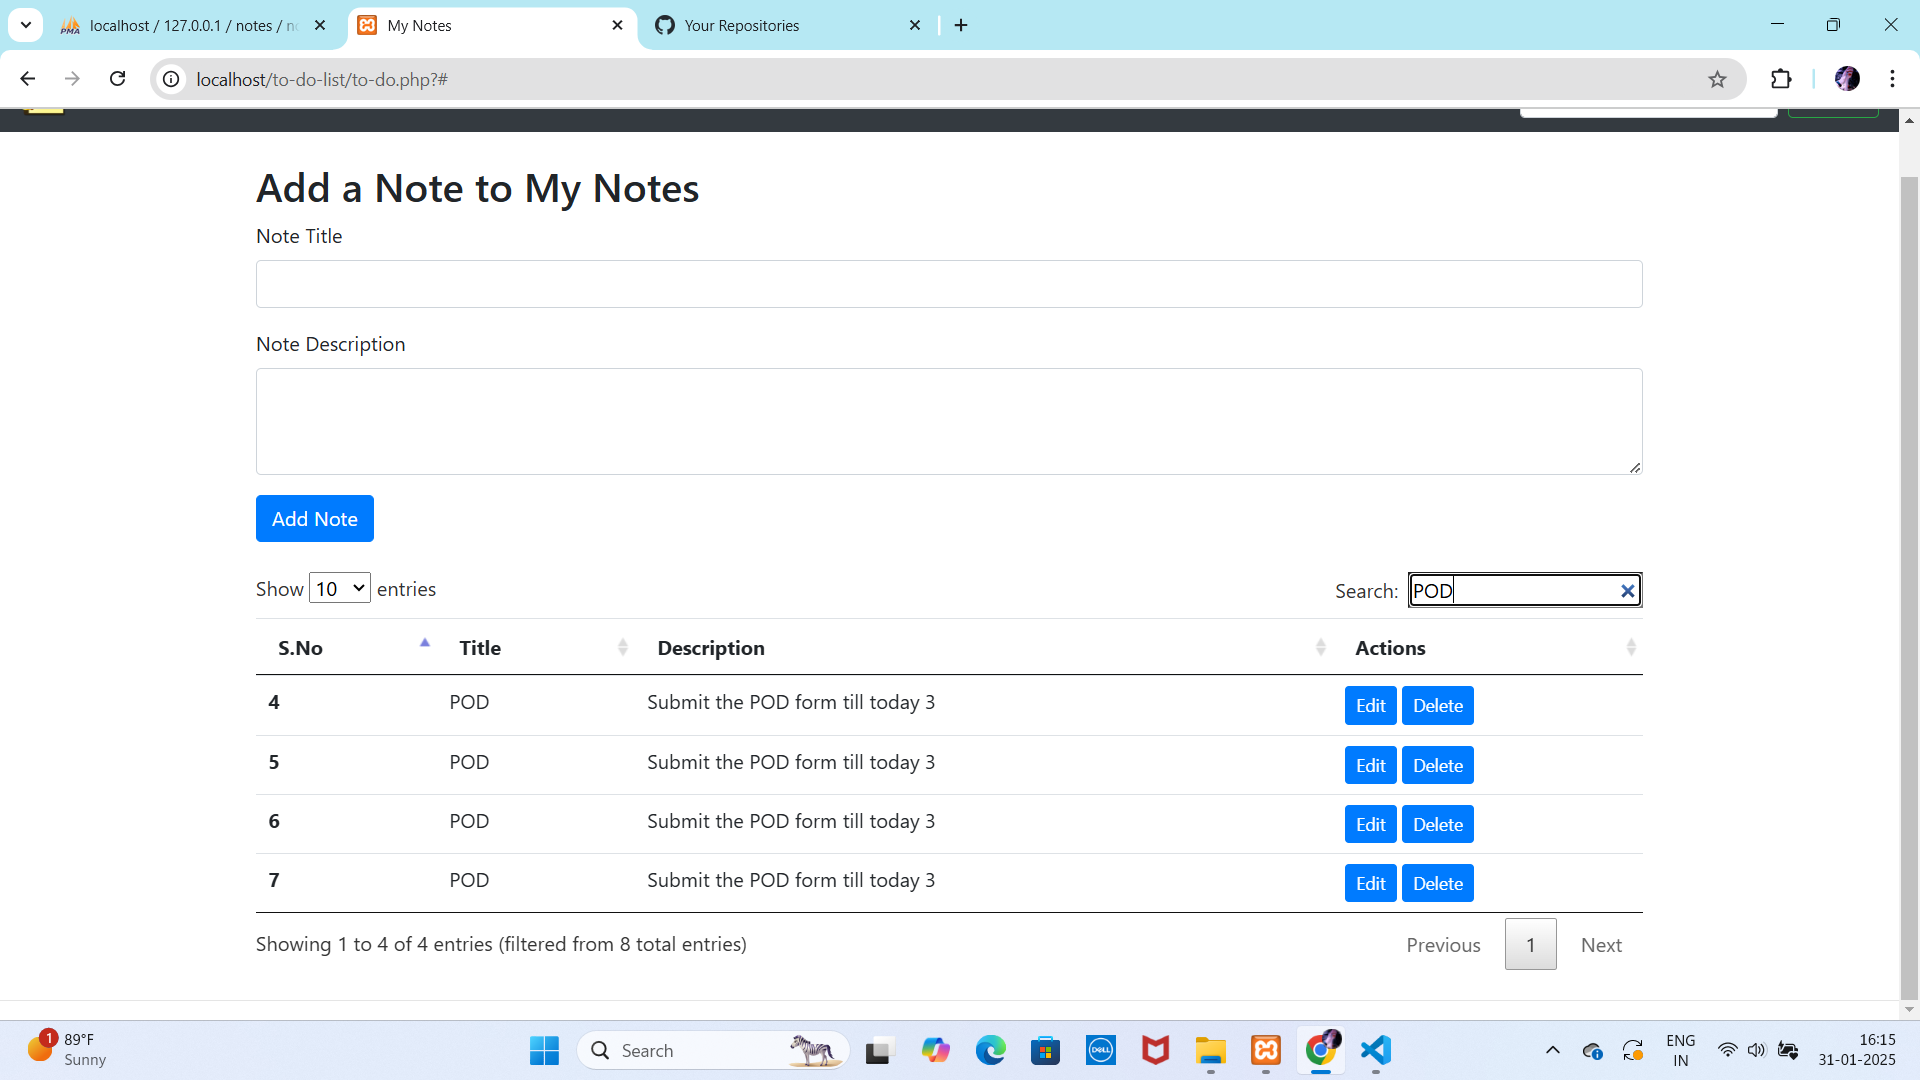 PMA localhost / 127.0.0.1 / notes / n
My Notes
Your Repositories
localhost/to-do-list/to-do.php?#
Add a Note to My Notes
Note Title
Note Description
Add Note
Show 10 entries
Search: POD
S.No Title Description Actions
4 POD Submit the POD form till today 3 Edit Delete
5 POD Submit the POD form till today 3 Edit Delete
6 POD Submit the POD form till today 3 Edit Delete
7 POD Submit the POD form till today 3 Edit Delete
Showing 1 to 4 of 4 entries (filtered from 8 total entries)
Previous 1 Next
1
89°F
Sunny
Search
DELL
ENG
IN
16:15
31-01-2025